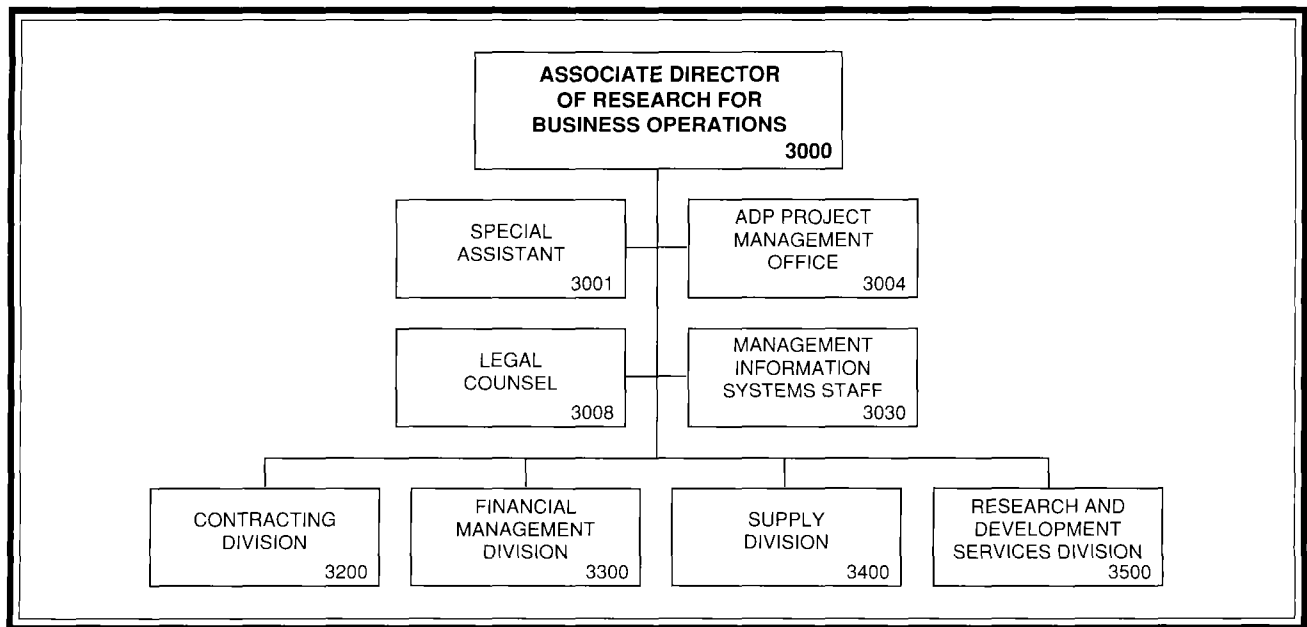 ASSOCIATE DIRECTOR
OF RESEARCH FOR
BUSINESS OPERATIONS
3000
SPECIAL
ASSISTANT
3001
ADP PROJECT
MANAGEMENT
OFFICE
3004
LEGAL
COUNSEL
3008
MANAGEMENT
INFORMATION
SYSTEMS STAFF
3030
CONTRACTING
DIVISION
3200
FINANCIAL
MANAGEMENT
DIVISION
3300
SUPPLY
DIVISION
3400
RESEARCH AND
DEVELOPMENT
SERVICES DIVISION
3500